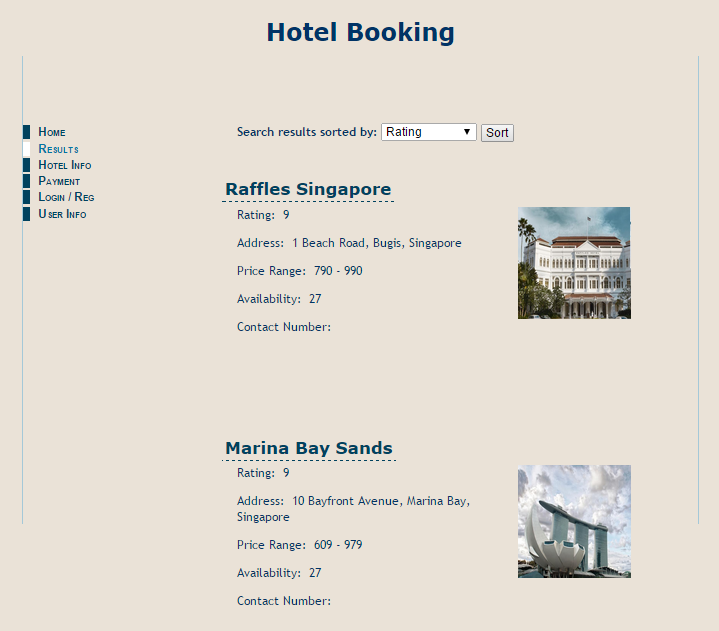 Hotel Booking
Home
Results
Hotel Info
Payment
Login / Reg
User Info
Search results sorted by: Rating Sort
Raffles Singapore
Rating: 9
Address: 1 Beach Road, Bugis, Singapore
Price Range: 790 - 990
Availability: 27
Contact Number:
Marina Bay Sands
Rating: 9
Address: 10 Bayfront Avenue, Marina Bay,
Singapore
Price Range: 609 - 979
Availability: 27
Contact Number: